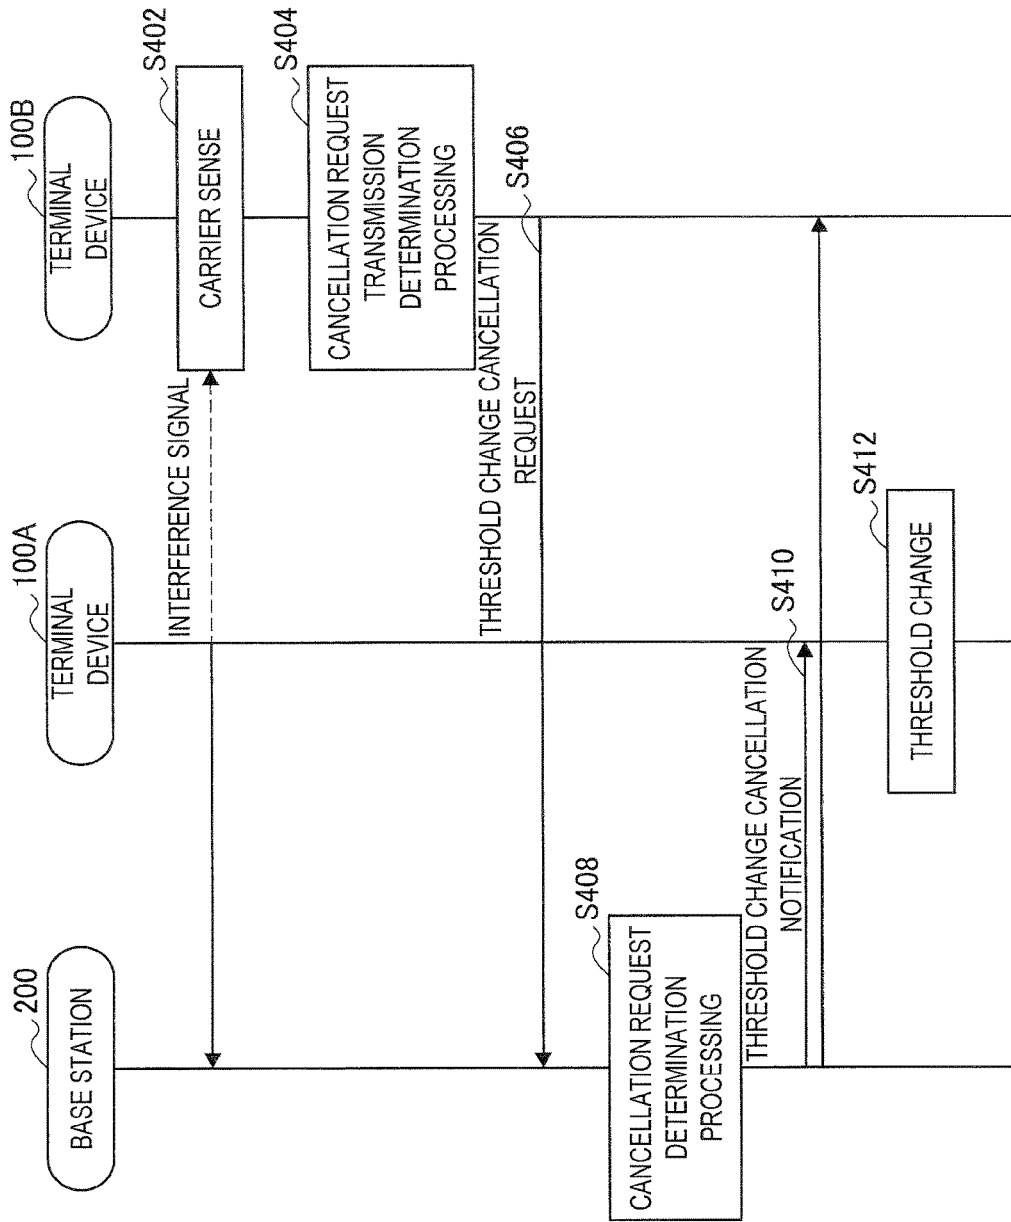 200
BASE STATION
100A
TERMINAL
DEVICE
100B
TERMINAL
DEVICE
INTERFERENCE SIGNAL
S402
CARRIER SENSE
S404
CANCELLATION REQUEST
TRANSMISSION
DETERMINATION
PROCESSING
THRESHOLD CHANGE CANCELLATION
REQUEST
S406
S408
CANCELLATION REQUEST
DETERMINATION
PROCESSING
THRESHOLD CHANGE CANCELLATION
NOTIFICATION
S410
S412
THRESHOLD CHANGE